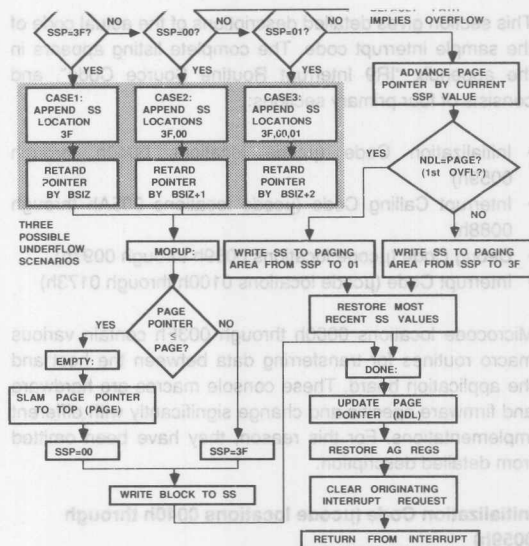 SSP=3F?
NO
SSP=00?
NO
SSP=01?
NO
IMPLIES OVERFLOW
YES
YES
YES
CASE1:
APPEND SS
LOCATION
3F
CASE2:
APPEND SS
LOCATIONS
3F,00
CASE3:
APPEND SS
LOCATIONS
3F,00,01
ADVANCE PAGE
POINTER BY CURRENT
SSP VALUE
RETARD
POINTER
BY BSIZ
RETARD
POINTER
BY BSIZ+1
RETARD
POINTER
BY BSIZ+2
YES
NDL=PAGE?
(1st OVFL?)
NO
THREE
POSSIBLE
UNDERFLOW
SCENARIOS
MOPUP:
WRITE SS TO PAGING
AREA FROM SSP TO 01
WRITE SS TO PAGING
AREA FROM SSP TO 3F
PAGE
POINTER
≤
PAGE?
YES
NO
RESTORE MOST
RECENT SS VALUES
EMPTY:
DONE:
SLAM PAGE POINTER
TO TOP (PAGE)
UPDATE PAGE
POINTER (NDL)
SSP=00
SSP=3F
RESTORE AG REGS
WRITE BLOCK TO SS
CLEAR ORIGINATING
INTERRUPT REQUEST
RETURN FROM INTERRUPT